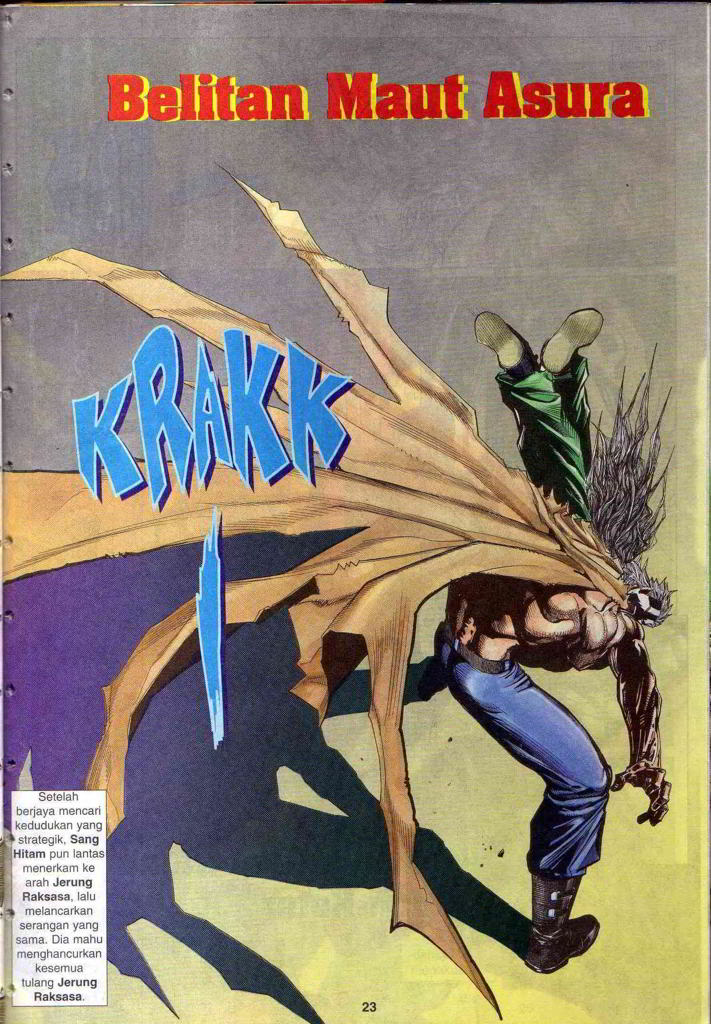 Belitan Maut Asura
KRAKK
Setelah
berjaya mencari
kedudukan yang
strategik, Sang
Hitam pun lantas
menerkam ke
arah Jerung
Raksasa, lalu
melancarkan
serangan yang
sama. Dia mahu
menghancurkan
kesemua
tulang Jerung
Raksasa.
23